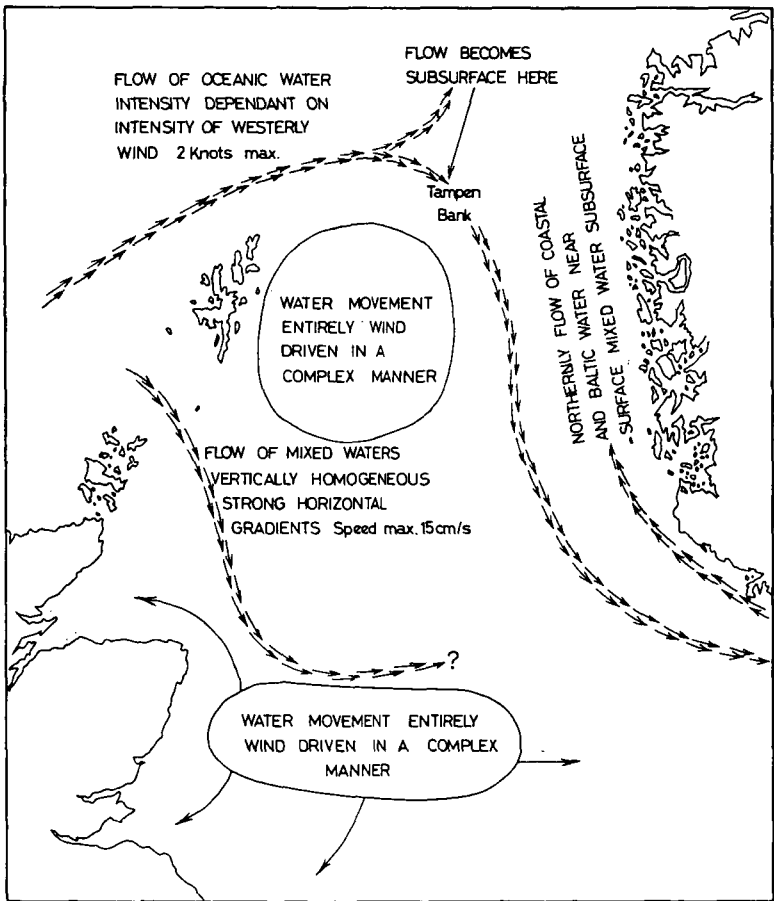 FLOW OF OCEANIC WATER
INTENSITY DEPENDANT ON
INTENSITY OF WESTERLY
WIND 2 Knots max.
FLOW BECOMES
SUBSURFACE HERE
Tampen
Bank
WATER MOVEMENT
ENTIRELY WIND
DRIVEN IN A
COMPLEX MANNER
NORTHERNLY FLOW OF COASTAL
AND BALTIC WATER NEAR
-SURFACE MIXED WATER SUBSURFACE
FLOW OF MIXED WATERS
VERTICALLY HOMOGENEOUS
STRONG HORIZONTAL
GRADIENTS Speed max. 15cm/s
?
WATER MOVEMENT ENTIRELY
WIND DRIVEN IN A COMPLEX
MANNER